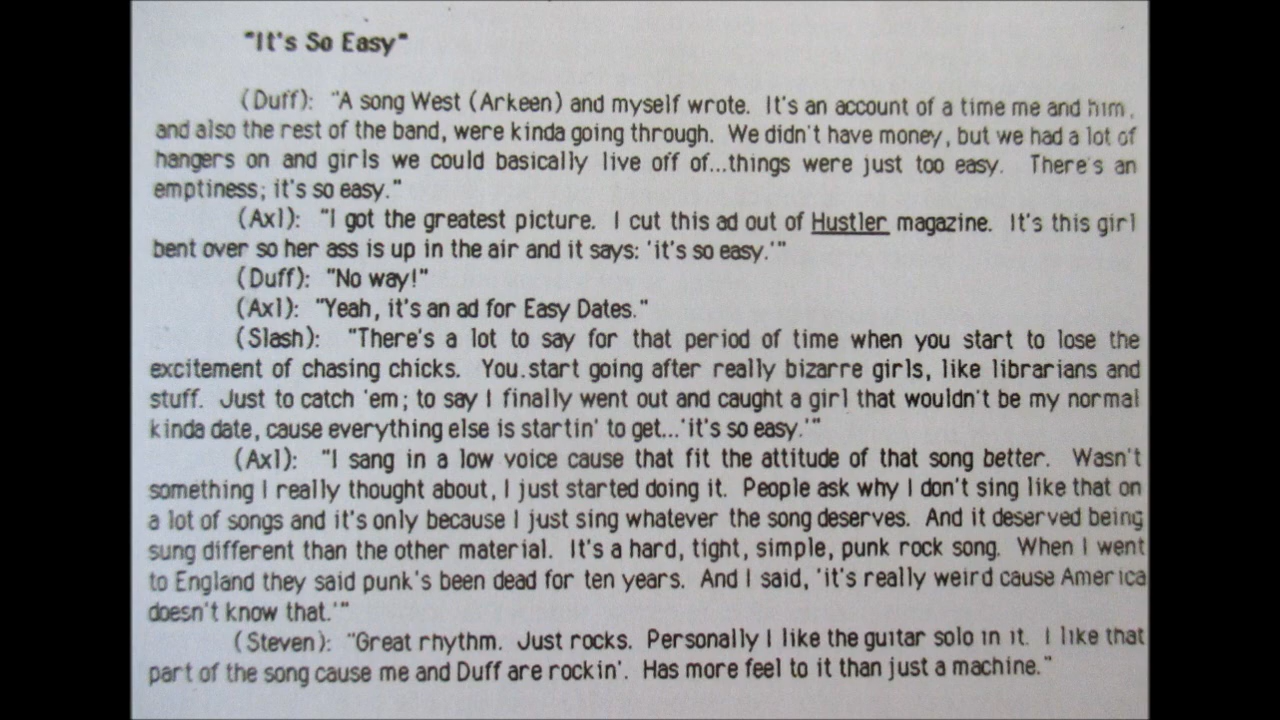 "It's So Easy"
(Duff): "A song West (Arkeen) and myself wrote. It's an account of a time me and him,
and also the rest of the band, were kinda going through. We didn't have money, but we had a lot of
hangers on and girls we could basically live off of...things were just too easy. There's an
emptiness; it's so easy."
(Axl): "I got the greatest picture. I cut this ad out of Hustler magazine. It's this girl
bent over so her ass is up in the air and it says: 'it's so easy.'"
(Duff): "No way!"
(Axl): "Yeah, it's an ad for Easy Dates."
(Slash): "There's a lot to say for that period of time when you start to lose the
excitement of chasing chicks. You.start going after really bizarre girls, like librarians and
stuff. Just to catch 'em; to say I finally went out and caught a girl that wouldn't be my normal
kinda date, cause everything else is startin' to get...'it's so easy.'"
(Axl): "I sang in a low voice cause that fit the attitude of that song better. Wasn't
something I really thought about, I just started doing it. People ask why I don't sing like that on
a lot of songs and it's only because I just sing whatever the song deserves. And it deserved being
sung different than the other material. It's a hard, tight, simple, punk rock song. When I went
to England they said punk's been dead for ten years. And I said, 'it's really weird cause America
doesn't know that.'"
(Steven): "Great rhythm. Just rocks. Personally I like the guitar solo in it. I like that
part of the song cause me and Duff are rockin'. Has more feel to it than just a machine."